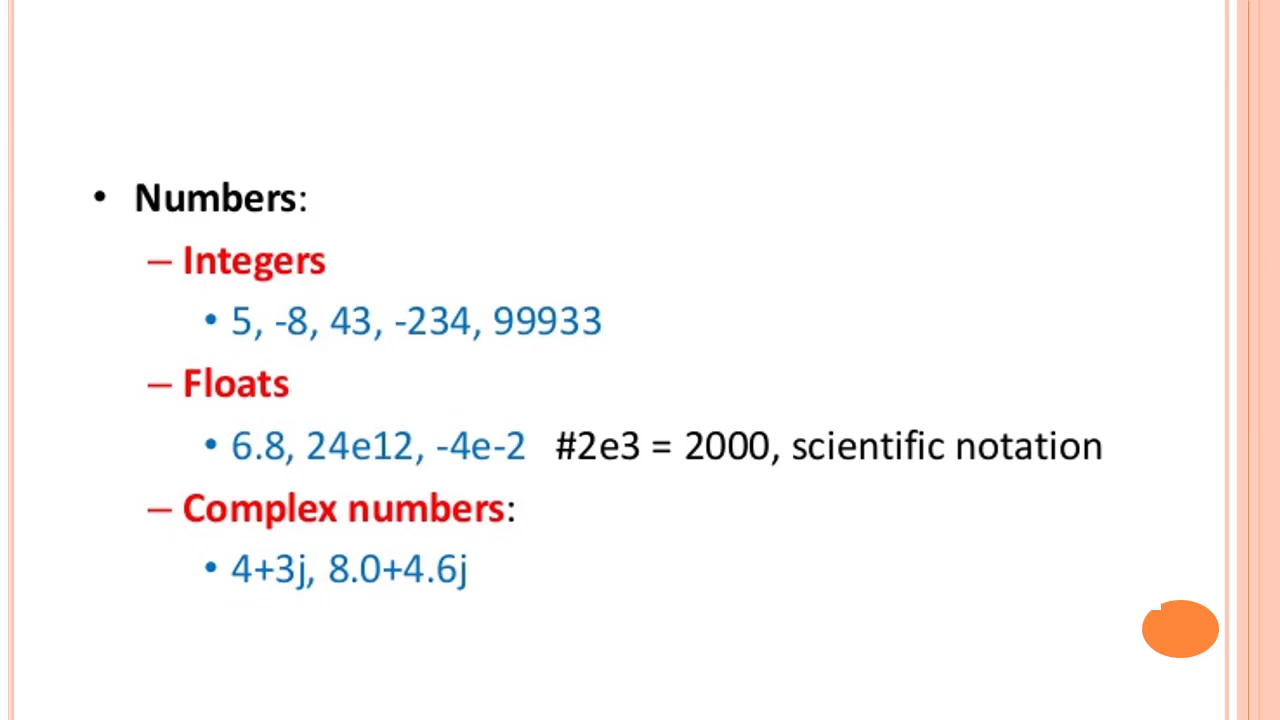 • Numbers:
– Integers
• 5, -8, 43, -234, 99933
– Floats
• 6.8, 24e12, -4e-2 #2e3 = 2000, scientific notation
– Complex numbers:
• 4+3j, 8.0+4.6j